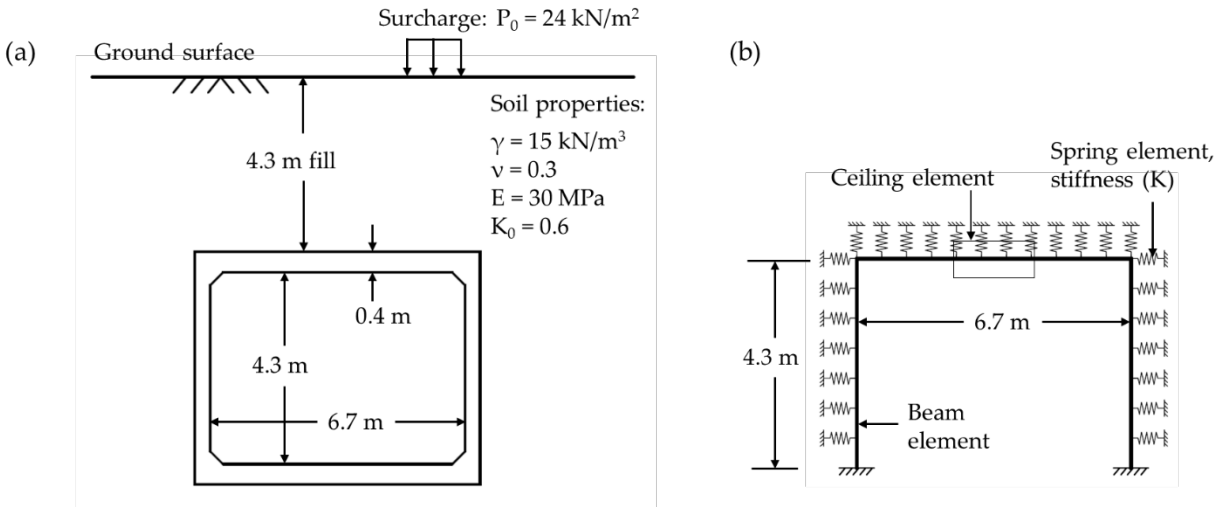 (a)
Surcharge: P₀ = 24 kN/m²
Ground surface
Soil properties:
γ = 15 kN/m³
ν = 0.3
E = 30 MPa
K₀ = 0.6
4.3 m fill
0.4 m
4.3 m
6.7 m
(b)
Spring element,
stiffness (K)
Ceiling element
6.7 m
4.3 m
Beam
element